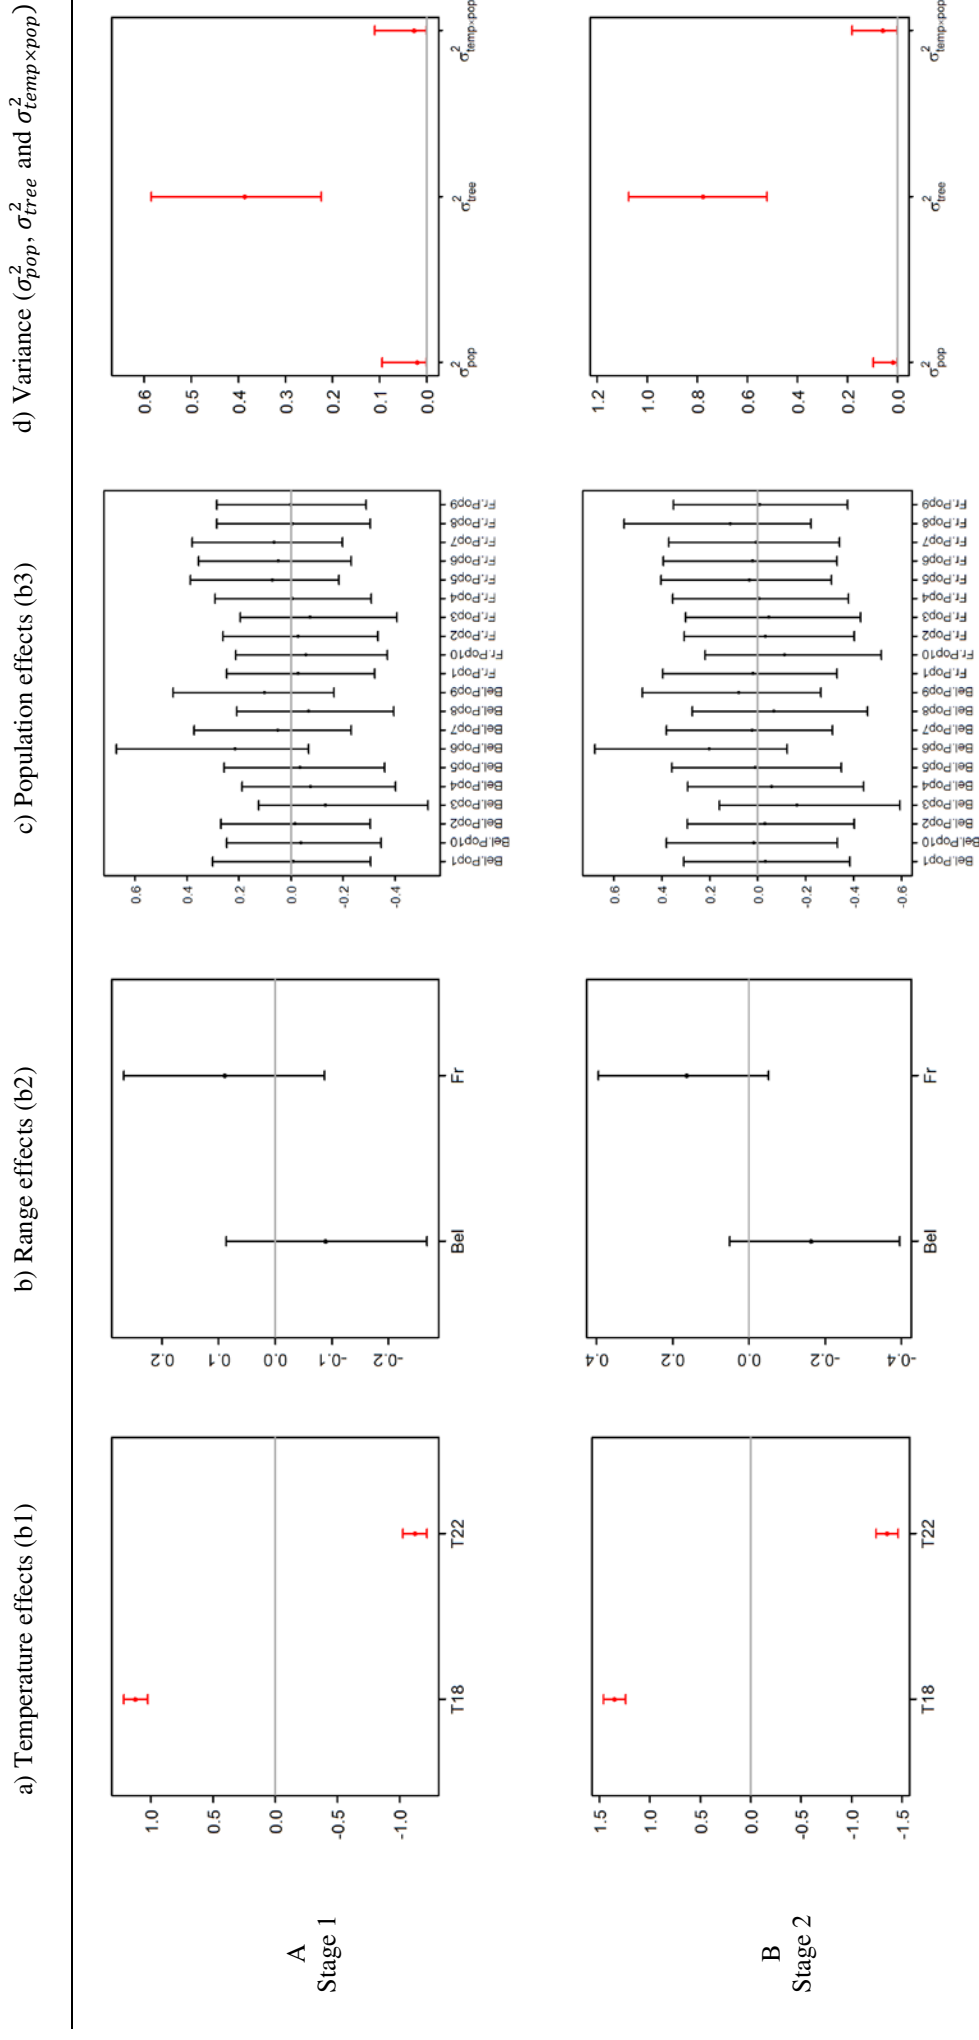 a) Temperature effects (b1)
b) Range effects (b2)
c) Population effects (b3)
d) Variance (σ²pop, σ²tree and σ²temp×pop)
A
Stage 1
1.0
0.5
0.0
-0.5
-1.0
T18
T22
0.2
0.1
0.0
-0.1
-0.2
Bel
Fr
0.6
0.4
0.2
0.0
-0.2
-0.4
Bel.Pop1
Bel.Pop10
Bel.Pop2
Bel.Pop3
Bel.Pop4
Bel.Pop5
Bel.Pop6
Bel.Pop7
Bel.Pop8
Bel.Pop9
Fr.Pop1
Fr.Pop10
Fr.Pop2
Fr.Pop3
Fr.Pop4
Fr.Pop5
Fr.Pop6
Fr.Pop7
Fr.Pop8
Fr.Pop9
0.6
0.5
0.4
0.3
0.2
0.1
0.0
σ²pop
σ²tree
σ²temp×pop
B
Stage 2
1.5
1.0
0.5
0.0
-0.5
-1.0
-1.5
T18
T22
0.4
0.2
0.0
-0.2
-0.4
Bel
Fr
0.6
0.4
0.2
0.0
-0.2
-0.4
-0.6
Bel.Pop1
Bel.Pop10
Bel.Pop2
Bel.Pop3
Bel.Pop4
Bel.Pop5
Bel.Pop6
Bel.Pop7
Bel.Pop8
Bel.Pop9
Fr.Pop1
Fr.Pop10
Fr.Pop2
Fr.Pop3
Fr.Pop4
Fr.Pop5
Fr.Pop6
Fr.Pop7
Fr.Pop8
Fr.Pop9
1.2
1.0
0.8
0.6
0.4
0.2
0.0
σ²pop
σ²tree
σ²temp×pop